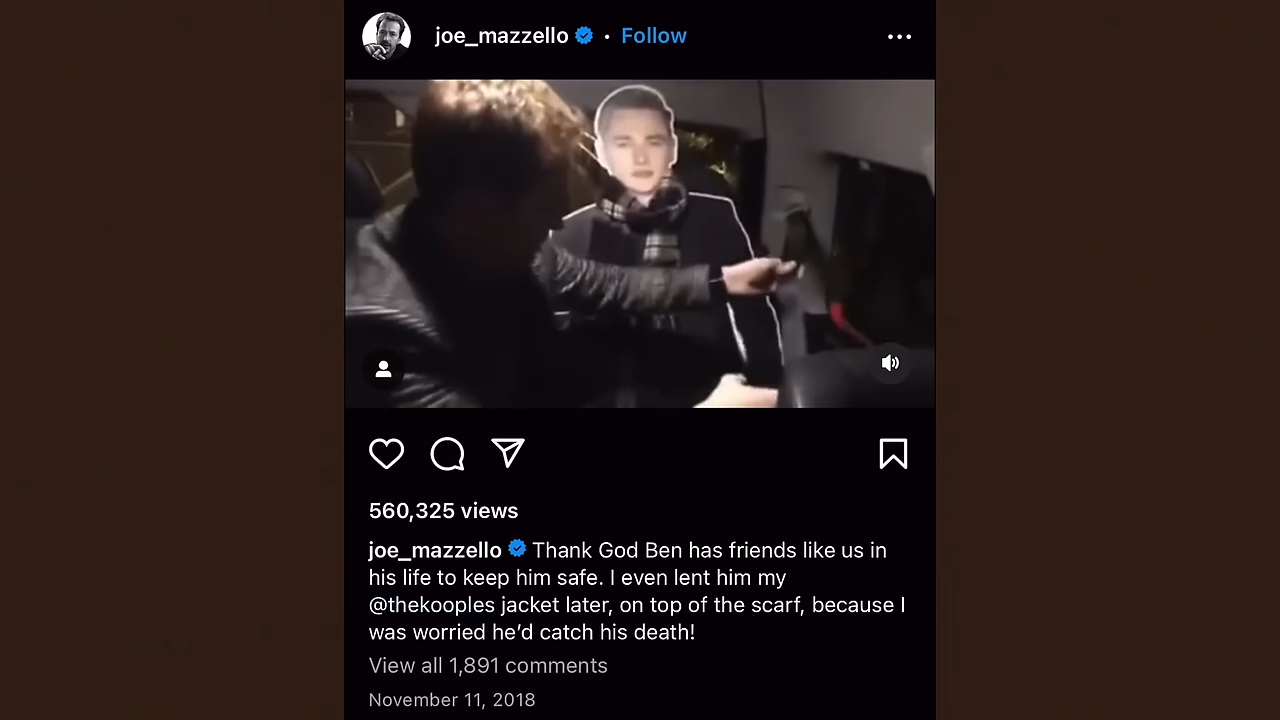 joe_mazzello • Follow
560,325 views
joe_mazzello Thank God Ben has friends like us in
his life to keep him safe. I even lent him my
@thekooples jacket later, on top of the scarf, because I
was worried he’d catch his death!
View all 1,891 comments
November 11, 2018